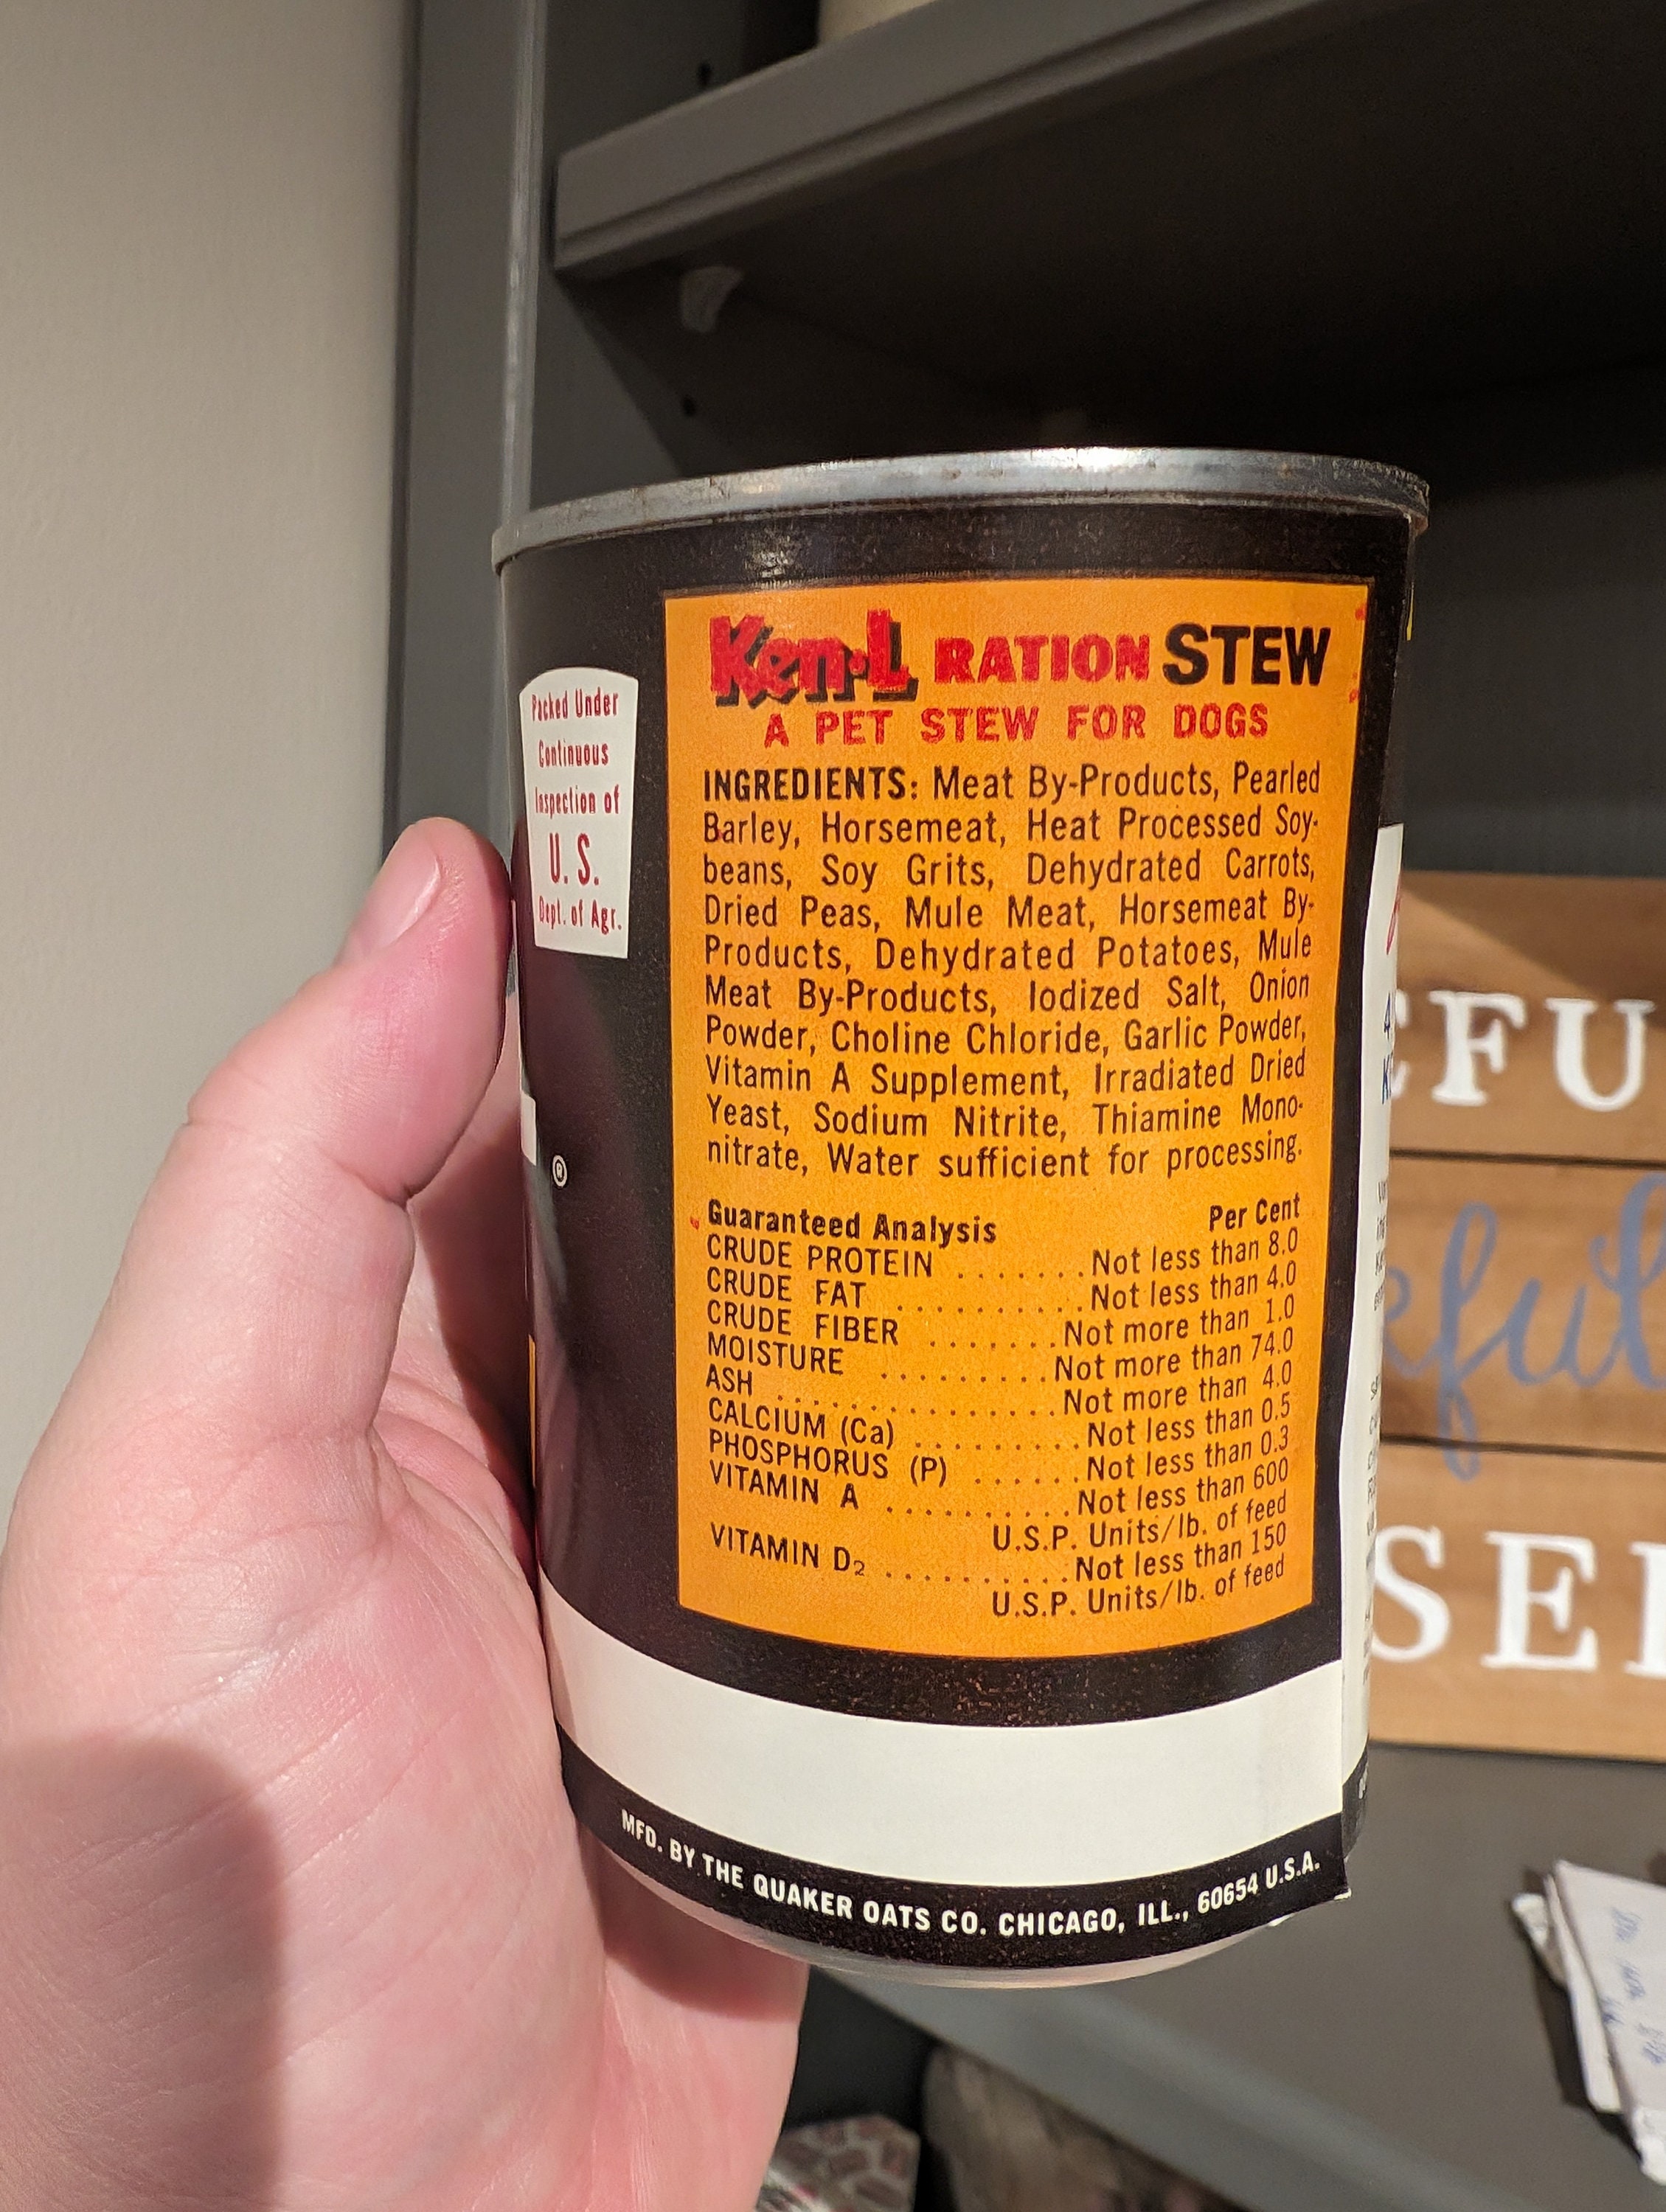 Packed Under
Continuous
Inspection of
U. S.
Dept. of Agr.
®
Ken-L RATION STEW
A PET STEW FOR DOGS
INGREDIENTS: Meat By-Products, Pearled
Barley, Horsemeat, Heat Processed Soy-
beans, Soy Grits, Dehydrated Carrots,
Dried Peas, Mule Meat, Horsemeat By-
Products, Dehydrated Potatoes, Mule
Meat By-Products, Iodized Salt, Onion
Powder, Choline Chloride, Garlic Powder,
Vitamin A Supplement, Irradiated Dried
Yeast, Sodium Nitrite, Thiamine Mono-
nitrate, Water sufficient for processing.
Guaranteed Analysis Per Cent
CRUDE PROTEIN . . . . . . . Not less than 8.0
CRUDE FAT . . . . . . . . . . Not less than 4.0
CRUDE FIBER . . . . . . . Not more than 1.0
MOISTURE . . . . . . . . . Not more than 74.0
ASH . . . . . . . . . . . . . . Not more than 4.0
CALCIUM (Ca) . . . . . . . . . Not less than 0.5
PHOSPHORUS (P) . . . . . . Not less than 0.3
VITAMIN A . . . . . . . . . . Not less than 600
U.S.P. Units/lb. of feed
VITAMIN D₂ . . . . . . . . . . Not less than 150
U.S.P. Units/lb. of feed
MFD. BY THE QUAKER OATS CO. CHICAGO, ILL., 60654 U.S.A.